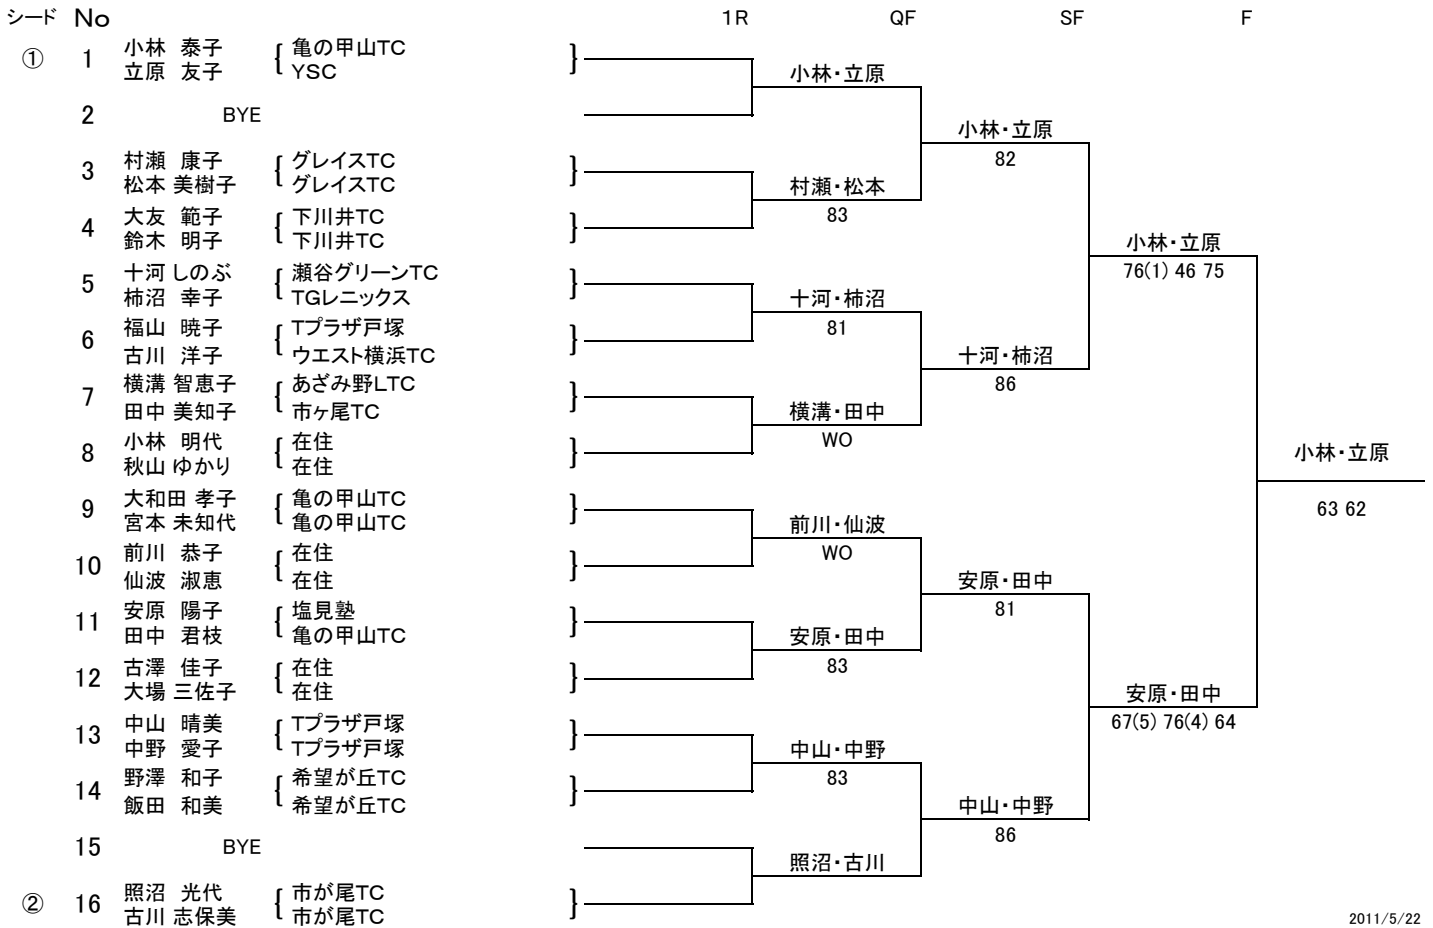 シード No 1R QF SF F
① 1 小林 泰子 { 亀の甲山TC }
立原 友子 YSC
小林・立原
2 BYE
小林・立原
82
3 村瀬 康子 { グレイスTC }
松本 美樹子 グレイスTC
村瀬・松本
83
4 大友 範子 { 下川井TC }
鈴木 明子 下川井TC
小林・立原
76(1) 46 75
5 十河 しのぶ { 瀬谷グリーンTC }
柿沼 幸子 TGレニックス
十河・柿沼
81
6 福山 暁子 { Tプラザ戸塚 }
古川 洋子 ウエスト横浜TC
十河・柿沼
86
7 横溝 智恵子 { あざみ野LTC }
田中 美知子 市ヶ尾TC
横溝・田中
WO
8 小林 明代 { 在住 }
秋山 ゆかり 在住
小林・立原
63 62
9 大和田 孝子 { 亀の甲山TC }
宮本 未知代 亀の甲山TC
前川・仙波
WO
10 前川 恭子 { 在住 }
仙波 淑恵 在住
安原・田中
81
11 安原 陽子 { 塩見塾 }
田中 君枝 亀の甲山TC
安原・田中
83
12 古澤 佳子 { 在住 }
大場 三佐子 在住
安原・田中
67(5) 76(4) 64
13 中山 晴美 { Tプラザ戸塚 }
中野 愛子 Tプラザ戸塚
中山・中野
83
14 野澤 和子 { 希望が丘TC }
飯田 和美 希望が丘TC
中山・中野
86
15 BYE
照沼・古川
② 16 照沼 光代 { 市が尾TC }
古川 志保美 市が尾TC
2011/5/22